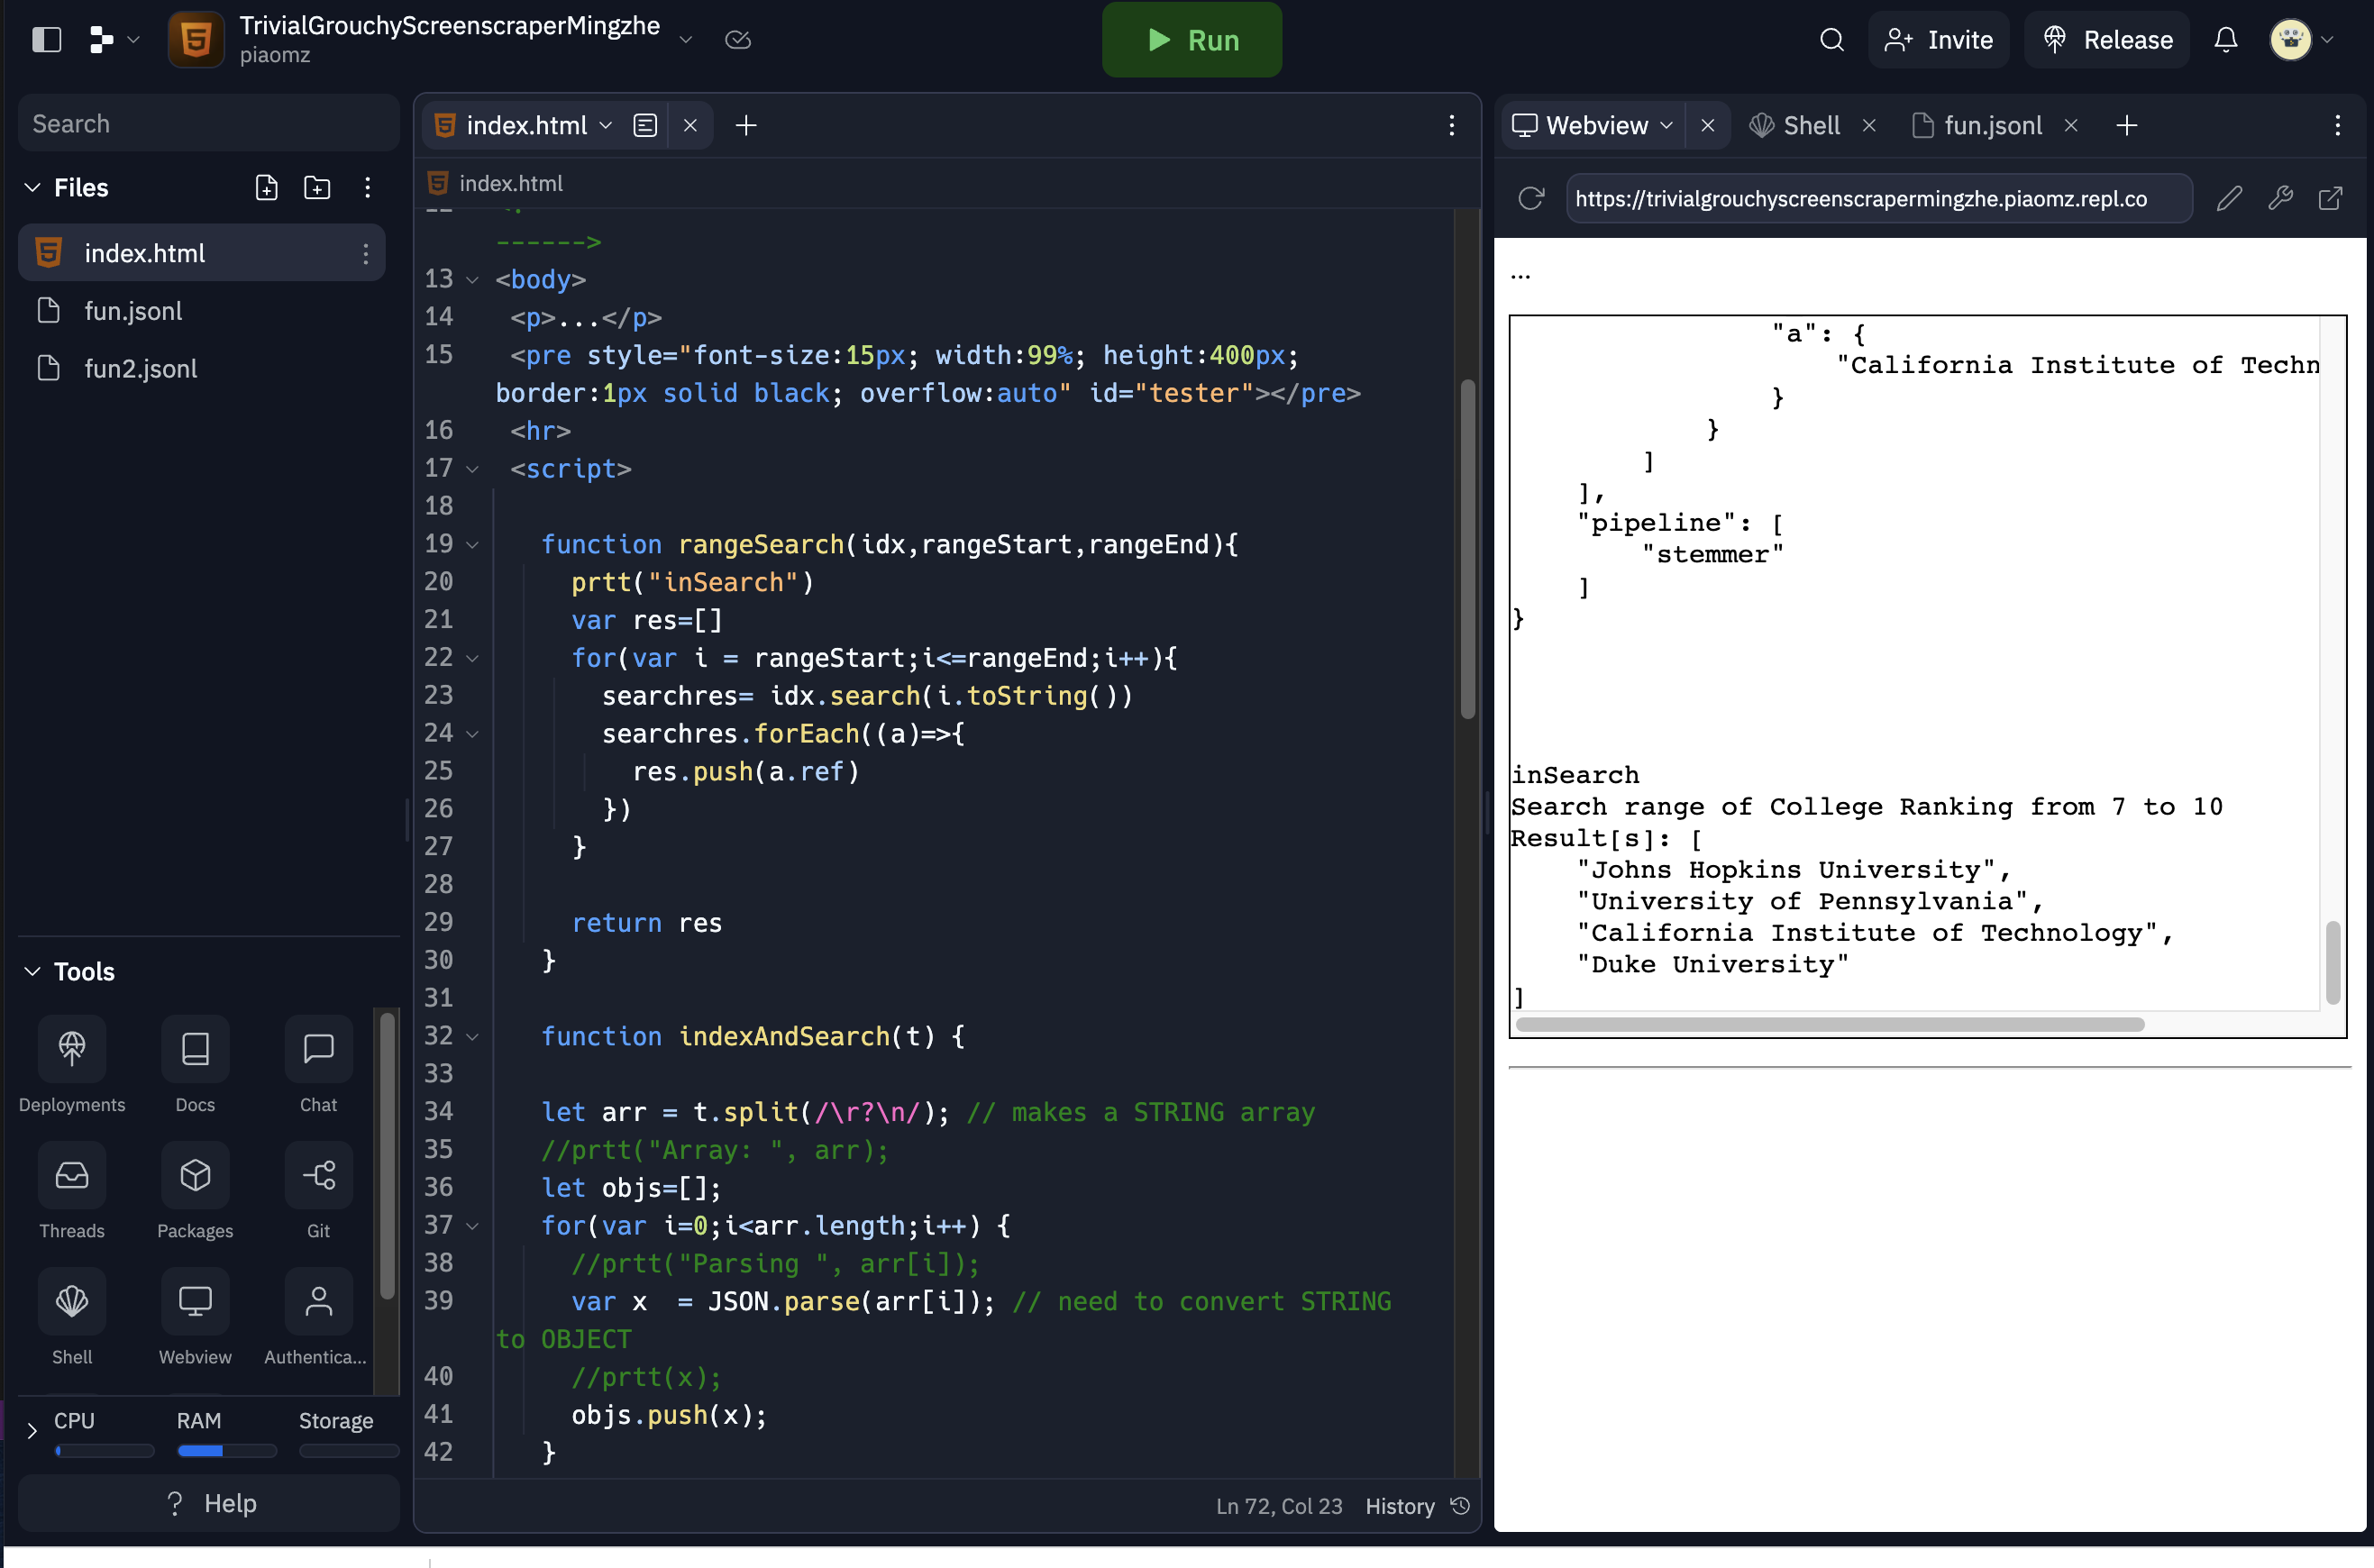 TrivialGrouchyScreenscraperMingzhe
piaomz
Run
Invite
Release
Search
Files
index.html
fun.jsonl
fun2.jsonl
Tools
Deployments
Docs
Chat
Threads
Packages
Git
Shell
Webview
Authentica...
CPU
RAM
Storage
? Help
index.html
index.html
12
------>
13 <body>
14 <p>...</p>
15 <pre style="font-size:15px; width:99%; height:400px;
border:1px solid black; overflow:auto" id="tester"></pre>
16 <hr>
17 <script>
18
19 function rangeSearch(idx,rangeStart,rangeEnd){
20 prtt("inSearch")
21 var res=[]
22 for(var i = rangeStart;i<=rangeEnd;i++){
23 searchres= idx.search(i.toString())
24 searchres.forEach((a)=>{
25 res.push(a.ref)
26 })
27 }
28
29 return res
30 }
31
32 function indexAndSearch(t) {
33
34 let arr = t.split(/\r?\n/); // makes a STRING array
35 //prtt("Array: ", arr);
36 let objs=[];
37 for(var i=0;i<arr.length;i++) {
38 //prtt("Parsing ", arr[i]);
39 var x  = JSON.parse(arr[i]); // need to convert STRING
to OBJECT
40 //prtt(x);
41 objs.push(x);
42 }
Ln 72, Col 23
History
Webview
Shell
fun.jsonl
https://trivialgrouchyscreenscrapermingzhe.piaomz.repl.co
...
"a": {
"California Institute of Techn
}
}
]
],
"pipeline": [
"stemmer"
]
}
inSearch
Search range of College Ranking from 7 to 10
Result[s]: [
"Johns Hopkins University",
"University of Pennsylvania",
"California Institute of Technology",
"Duke University"
]